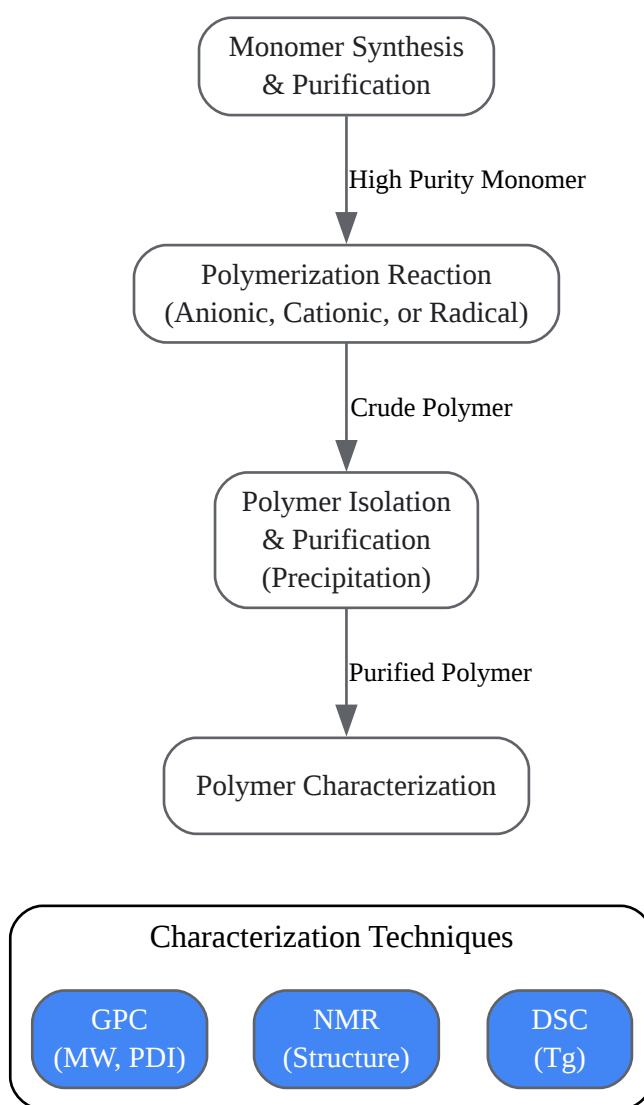 Monomer Synthesis
& Purification
High Purity Monomer
Polymerization Reaction
(Anionic, Cationic, or Radical)
Crude Polymer
Polymer Isolation
& Purification
(Precipitation)
Purified Polymer
Polymer Characterization
Characterization Techniques
GPC
(MW, PDI)
NMR
(Structure)
DSC
(Tg)